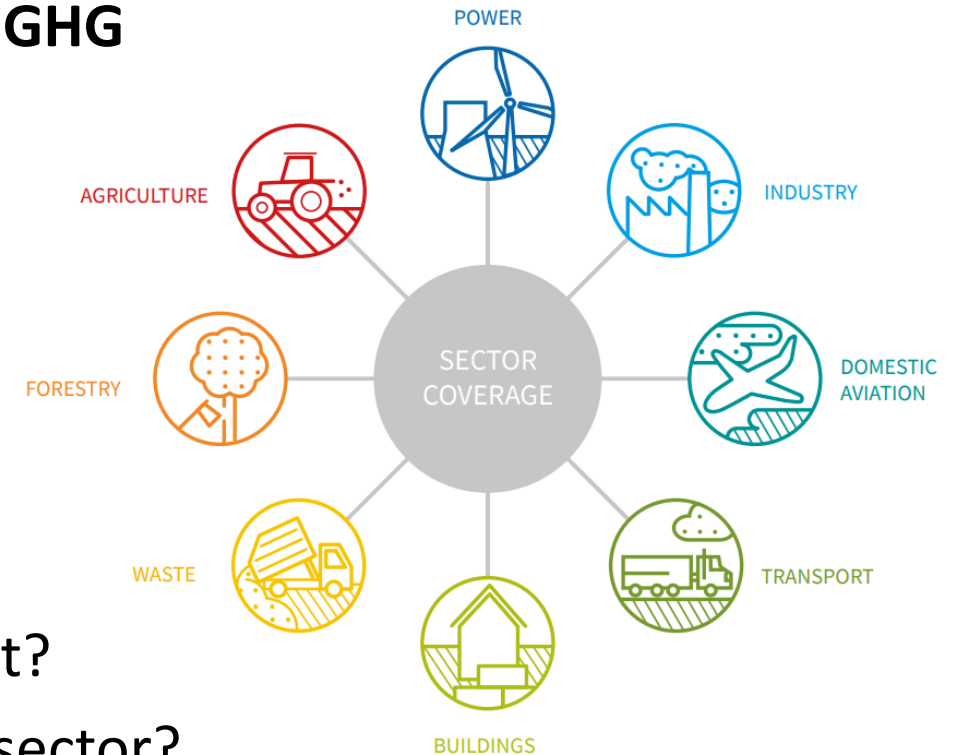 GHG
POWER
AGRICULTURE
INDUSTRY
SECTOR
COVERAGE
FORESTRY
DOMESTIC
AVIATION
WASTE
TRANSPORT
t?
sector?
BUILDINGS